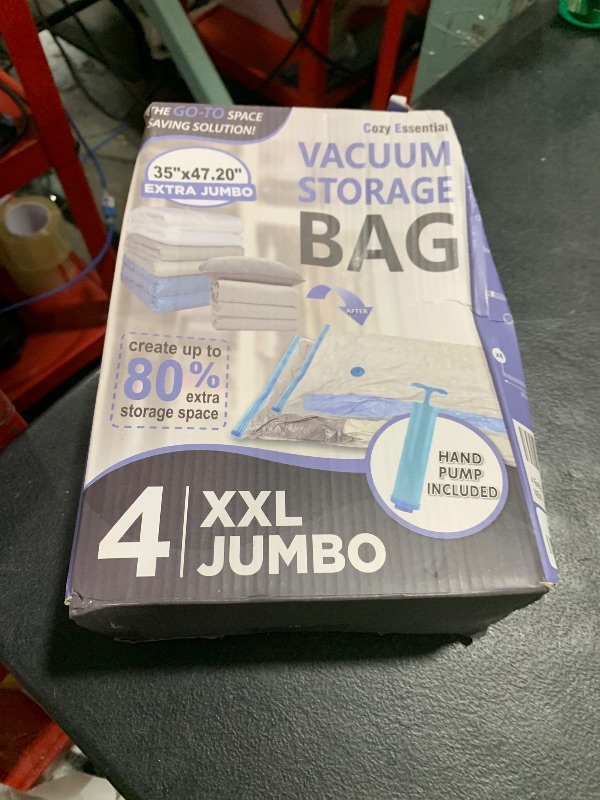 THE GO-TO SPACE
SAVING SOLUTION!
Cozy Essential
35"x47.20"
EXTRA JUMBO
VACUUM
STORAGE
BAG
AFTER
create up to
80%
extra
storage space
HAND
PUMP
INCLUDED
4 XXL
JUMBO